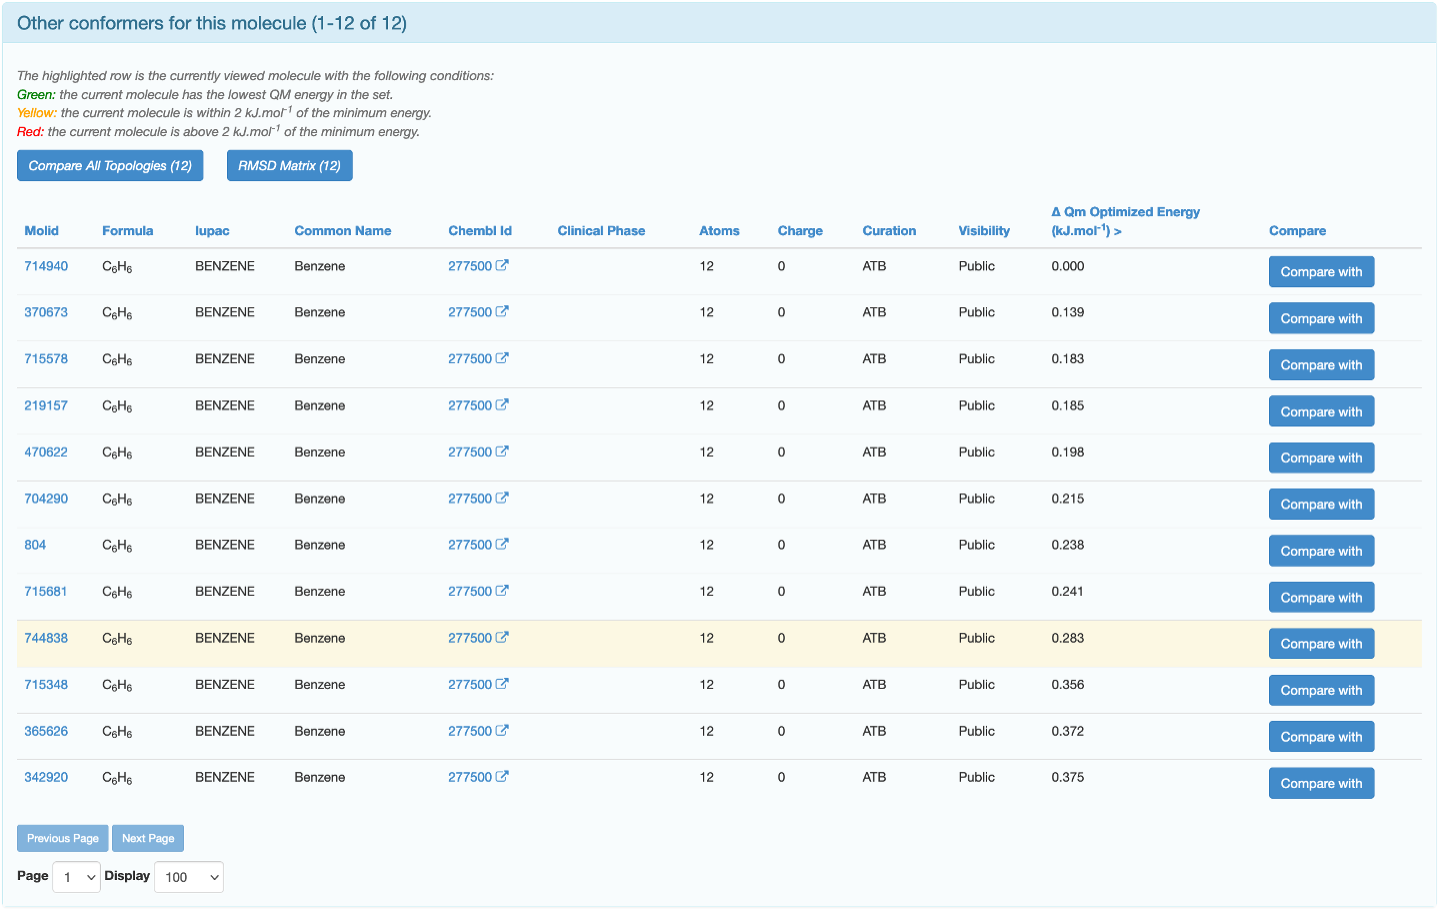 Other conformers for this molecule (1-12 of 12)
The highlighted row is the currently viewed molecule with the following conditions:
Green: the current molecule has the lowest QM energy in the set.
Yellow: the current molecule is within 2 kJ.mol⁻¹ of the minimum energy.
Red: the current molecule is above 2 kJ.mol⁻¹ of the minimum energy.
Compare All Topologies (12) RMSD Matrix (12)
Molid Formula Iupac Common Name Chembl Id Clinical Phase Atoms Charge Curation Visibility Δ Qm Optimized Energy (kJ.mol⁻¹) > Compare
714940 C₆H₆ BENZENE Benzene 277500 12 0 ATB Public 0.000 Compare with
370673 C₆H₆ BENZENE Benzene 277500 12 0 ATB Public 0.139 Compare with
715578 C₆H₆ BENZENE Benzene 277500 12 0 ATB Public 0.183 Compare with
219157 C₆H₆ BENZENE Benzene 277500 12 0 ATB Public 0.185 Compare with
470622 C₆H₆ BENZENE Benzene 277500 12 0 ATB Public 0.198 Compare with
704290 C₆H₆ BENZENE Benzene 277500 12 0 ATB Public 0.215 Compare with
804 C₆H₆ BENZENE Benzene 277500 12 0 ATB Public 0.238 Compare with
715681 C₆H₆ BENZENE Benzene 277500 12 0 ATB Public 0.241 Compare with
744838 C₆H₆ BENZENE Benzene 277500 12 0 ATB Public 0.283 Compare with
715348 C₆H₆ BENZENE Benzene 277500 12 0 ATB Public 0.356 Compare with
365626 C₆H₆ BENZENE Benzene 277500 12 0 ATB Public 0.372 Compare with
342920 C₆H₆ BENZENE Benzene 277500 12 0 ATB Public 0.375 Compare with
Previous Page Next Page
Page 1 Display 100